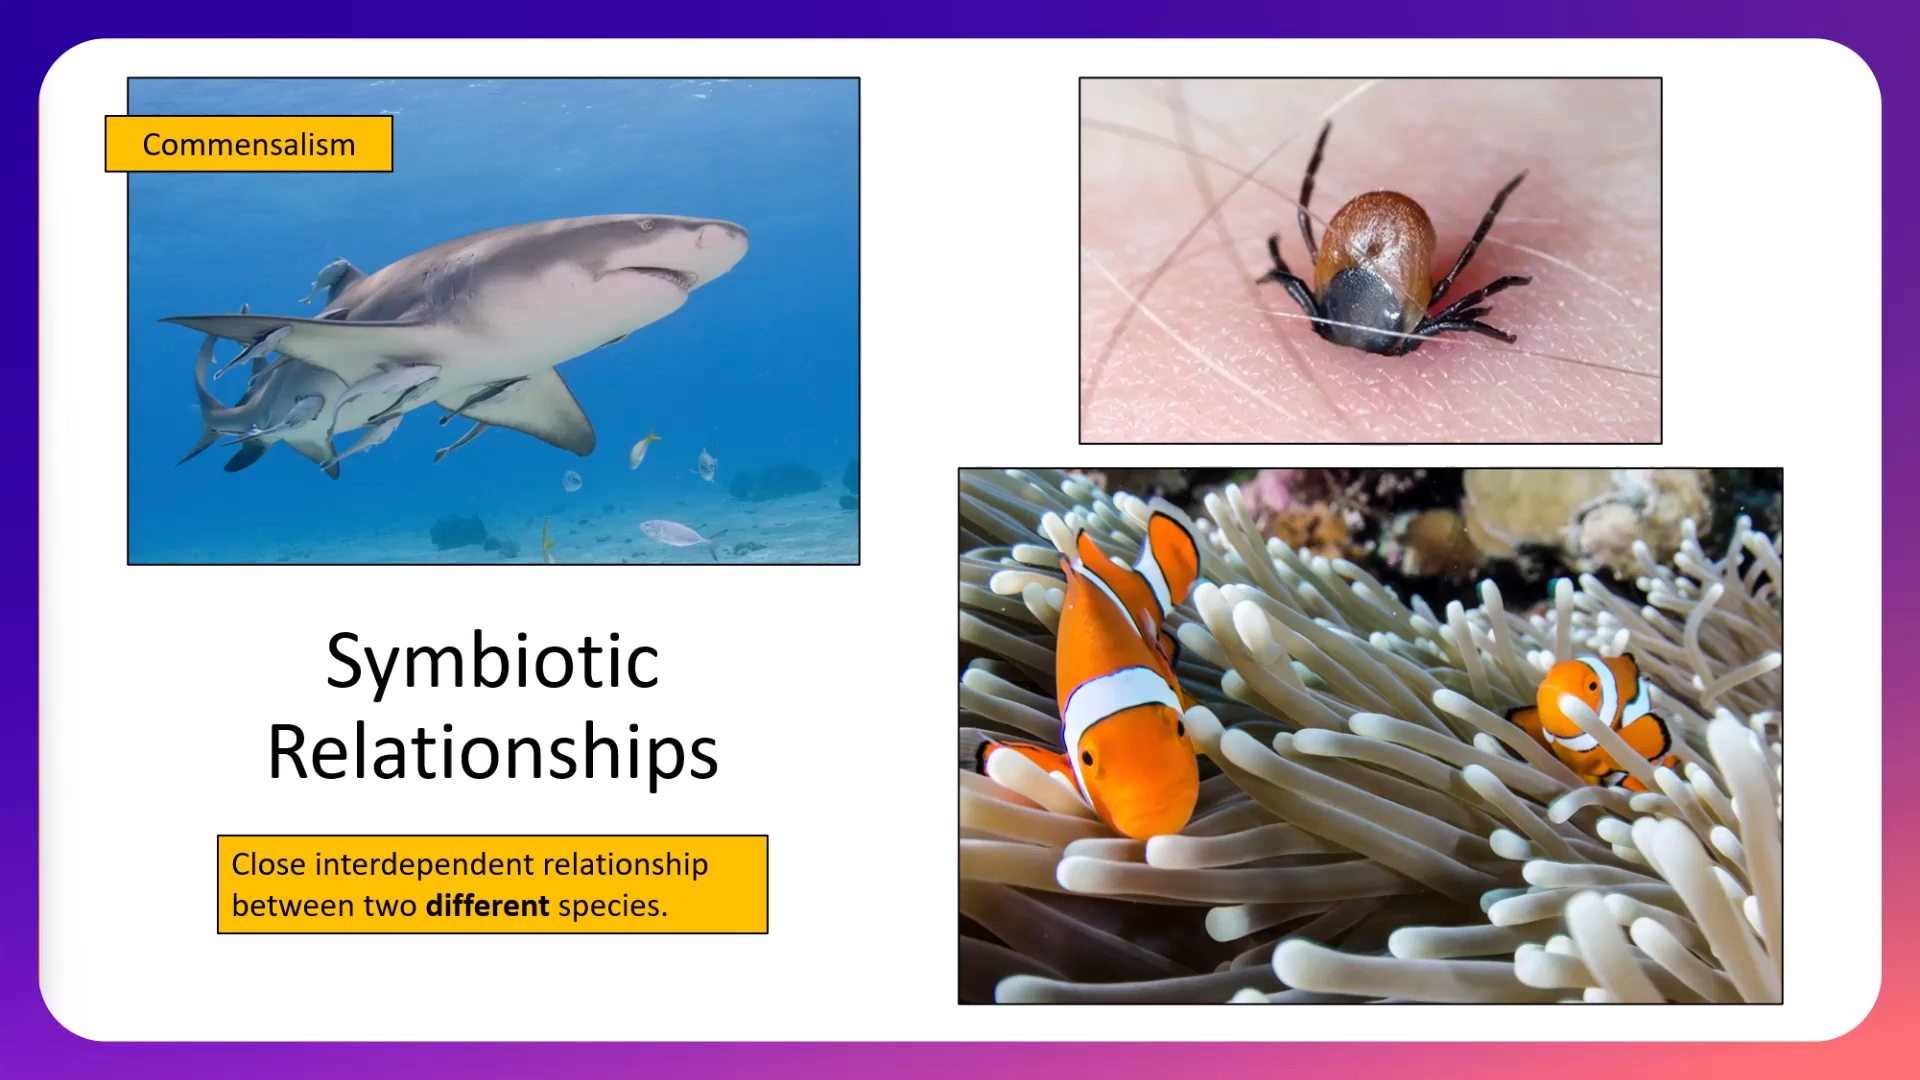 Commensalism
Symbiotic
Relationships
Close interdependent relationship
between two different species.